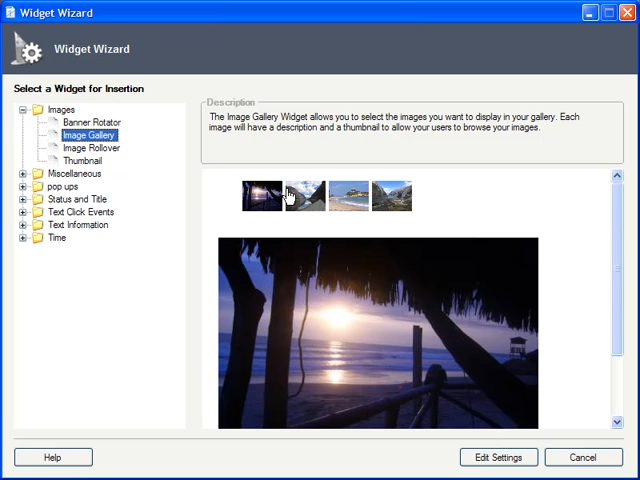 Widget Wizard
Widget Wizard
Select a Widget for Insertion
Images
Banner Rotator
Image Gallery
Image Rollover
Thumbnail
Miscellaneous
pop ups
Status and Title
Text Click Events
Text Information
Time
Description
The Image Gallery Widget allows you to select the images you want to display in your gallery. Each
image will have a description and a thumbnail to allow your users to browse your images.
Help
Edit Settings
Cancel